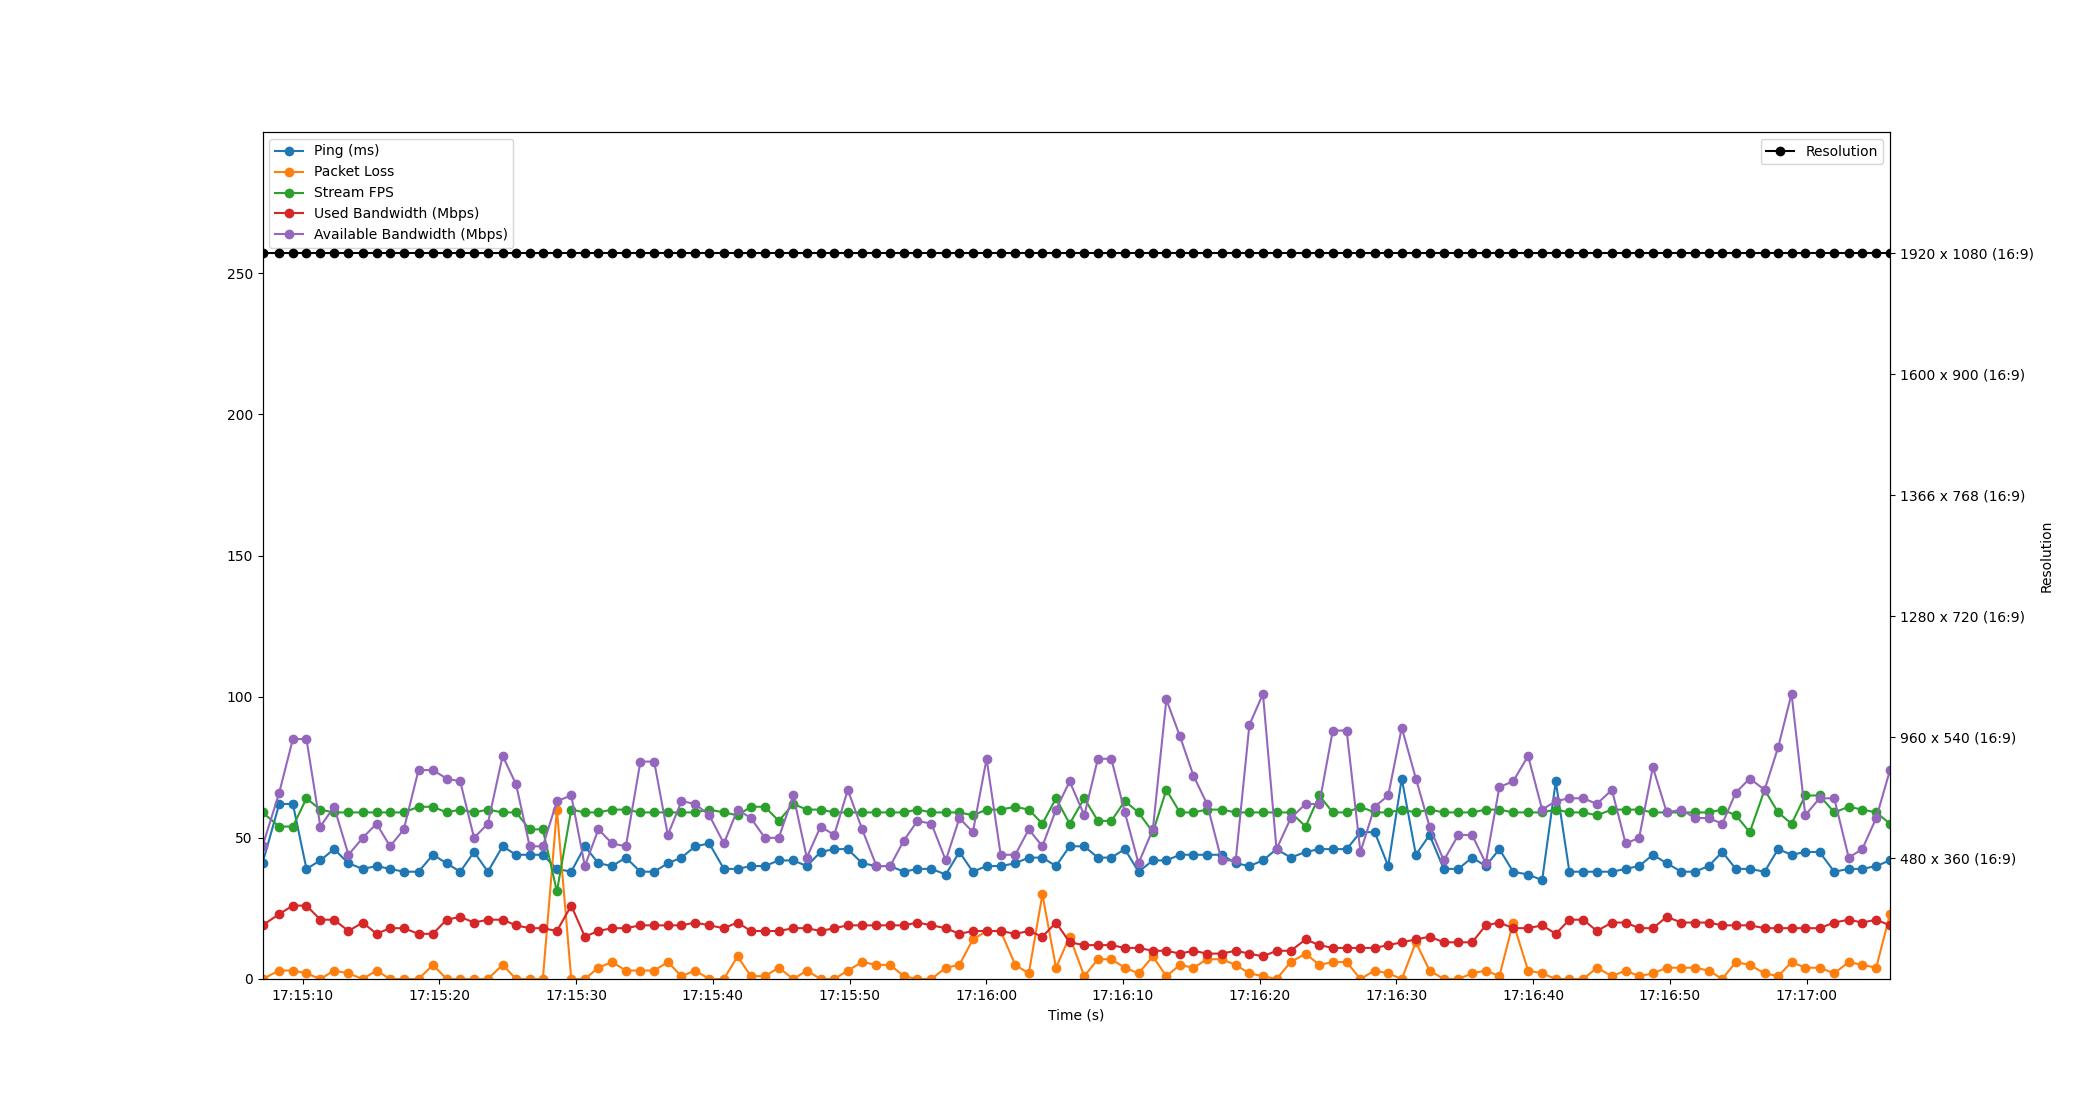 Ping (ms)
Packet Loss
Stream FPS
Used Bandwidth (Mbps)
Available Bandwidth (Mbps)
Resolution
250
200
150
100
50
0
1920 x 1080 (16:9)
1600 x 900 (16:9)
1366 x 768 (16:9)
1280 x 720 (16:9)
960 x 540 (16:9)
480 x 360 (16:9)
Resolution
17:15:10 17:15:20 17:15:30 17:15:40 17:15:50 17:16:00 17:16:10 17:16:20 17:16:30 17:16:40 17:16:50 17:17:00
Time (s)